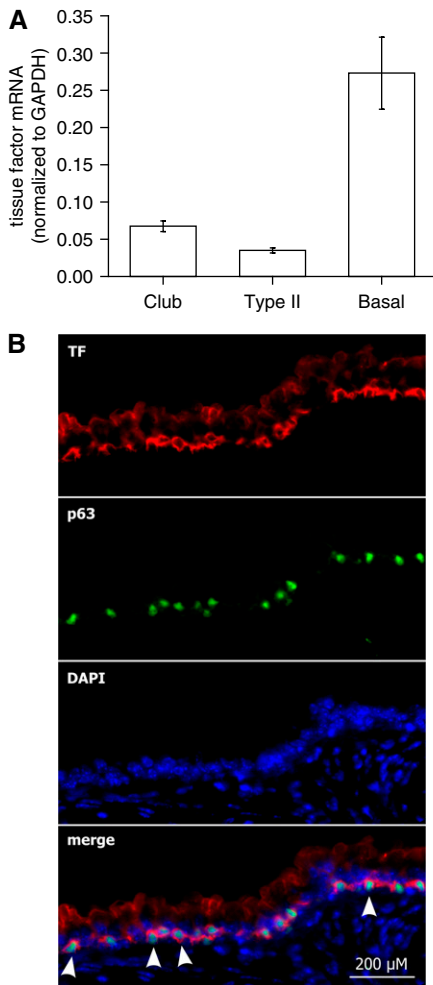 A
tissue factor mRNA
(normalized to GAPDH)
0.35
0.30
0.25
0.20
0.15
0.10
0.05
0.00
Club Type II Basal
B
TF
p63
DAPI
merge
200 µM